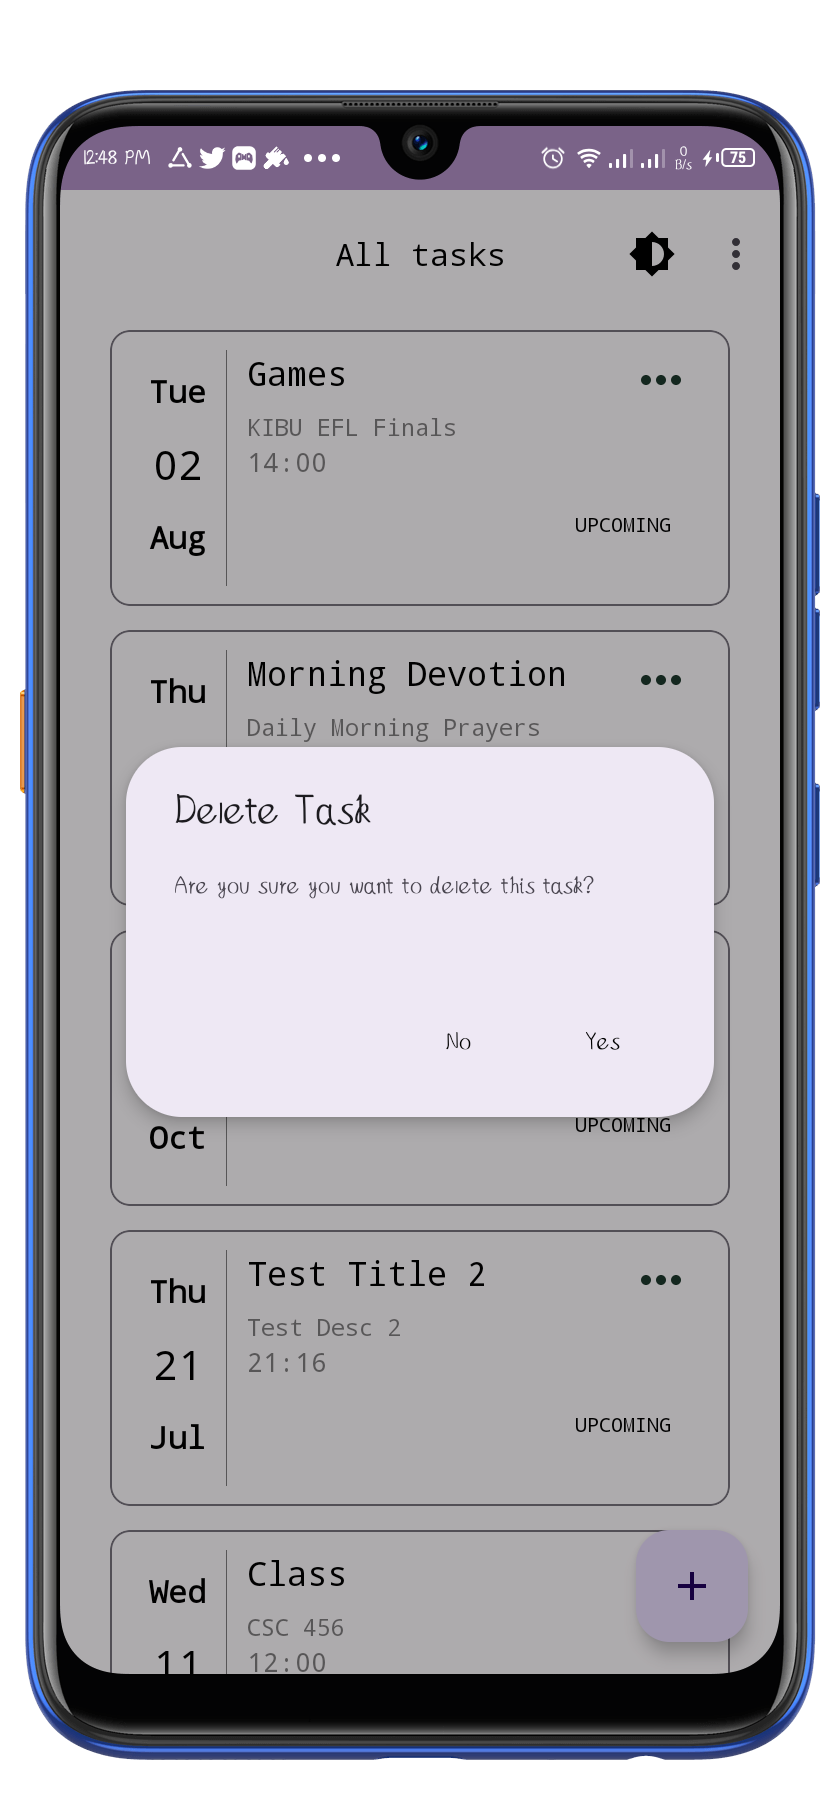 12:48 PM
0 B/s
75
All tasks
Tue
02
Aug
Games
KIBU EFL Finals
14:00
UPCOMING
Thu
Morning Devotion
Daily Morning Prayers
Delete Task
Are you sure you want to delete this task?
No Yes
Oct
UPCOMING
Thu
21
Jul
Test Title 2
Test Desc 2
21:16
UPCOMING
Wed
11
Class
CSC 456
12:00